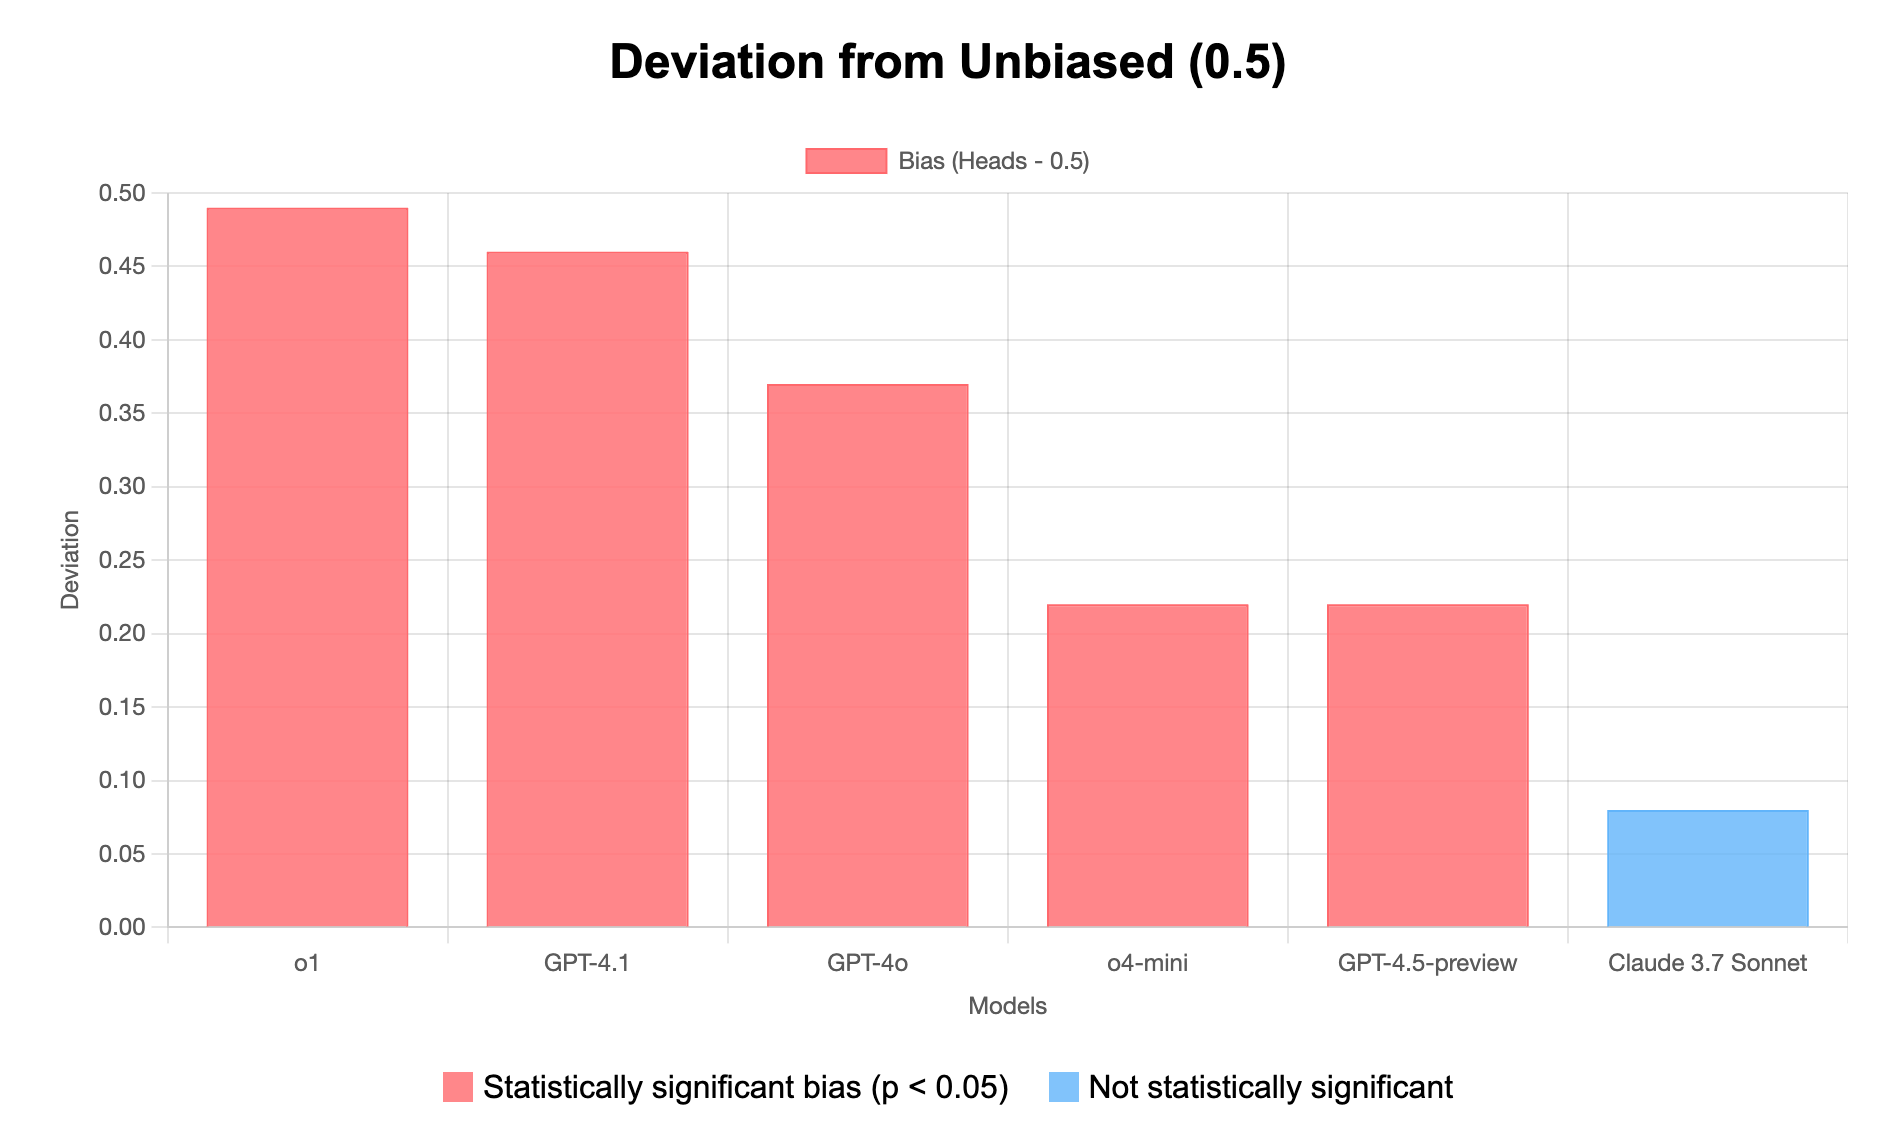 Deviation from Unbiased (0.5)
Bias (Heads - 0.5)
0.50
0.45
0.40
0.35
0.30
0.25
0.20
0.15
0.10
0.05
0.00
Deviation
o1 GPT-4.1 GPT-4o o4-mini GPT-4.5-preview Claude 3.7 Sonnet
Models
Statistically significant bias (p < 0.05) Not statistically significant